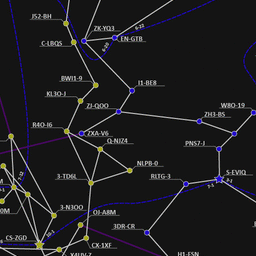 JS2-BH
ZK-YQ3
EN-GTB
C-LBQS
BWI1-9
I1-BE8
KL3O-J
ZJ-QOO
W8O-19
ZH3-BS
R4O-I6
ZXA-V6
Q-NJZ4
PNS7-J
NLPB-0
3-TD6L
RLTG-3
S-EVIQ
3-N3OO
OJ-A8M
3DR-CR
CS-ZGD
CX-1XF